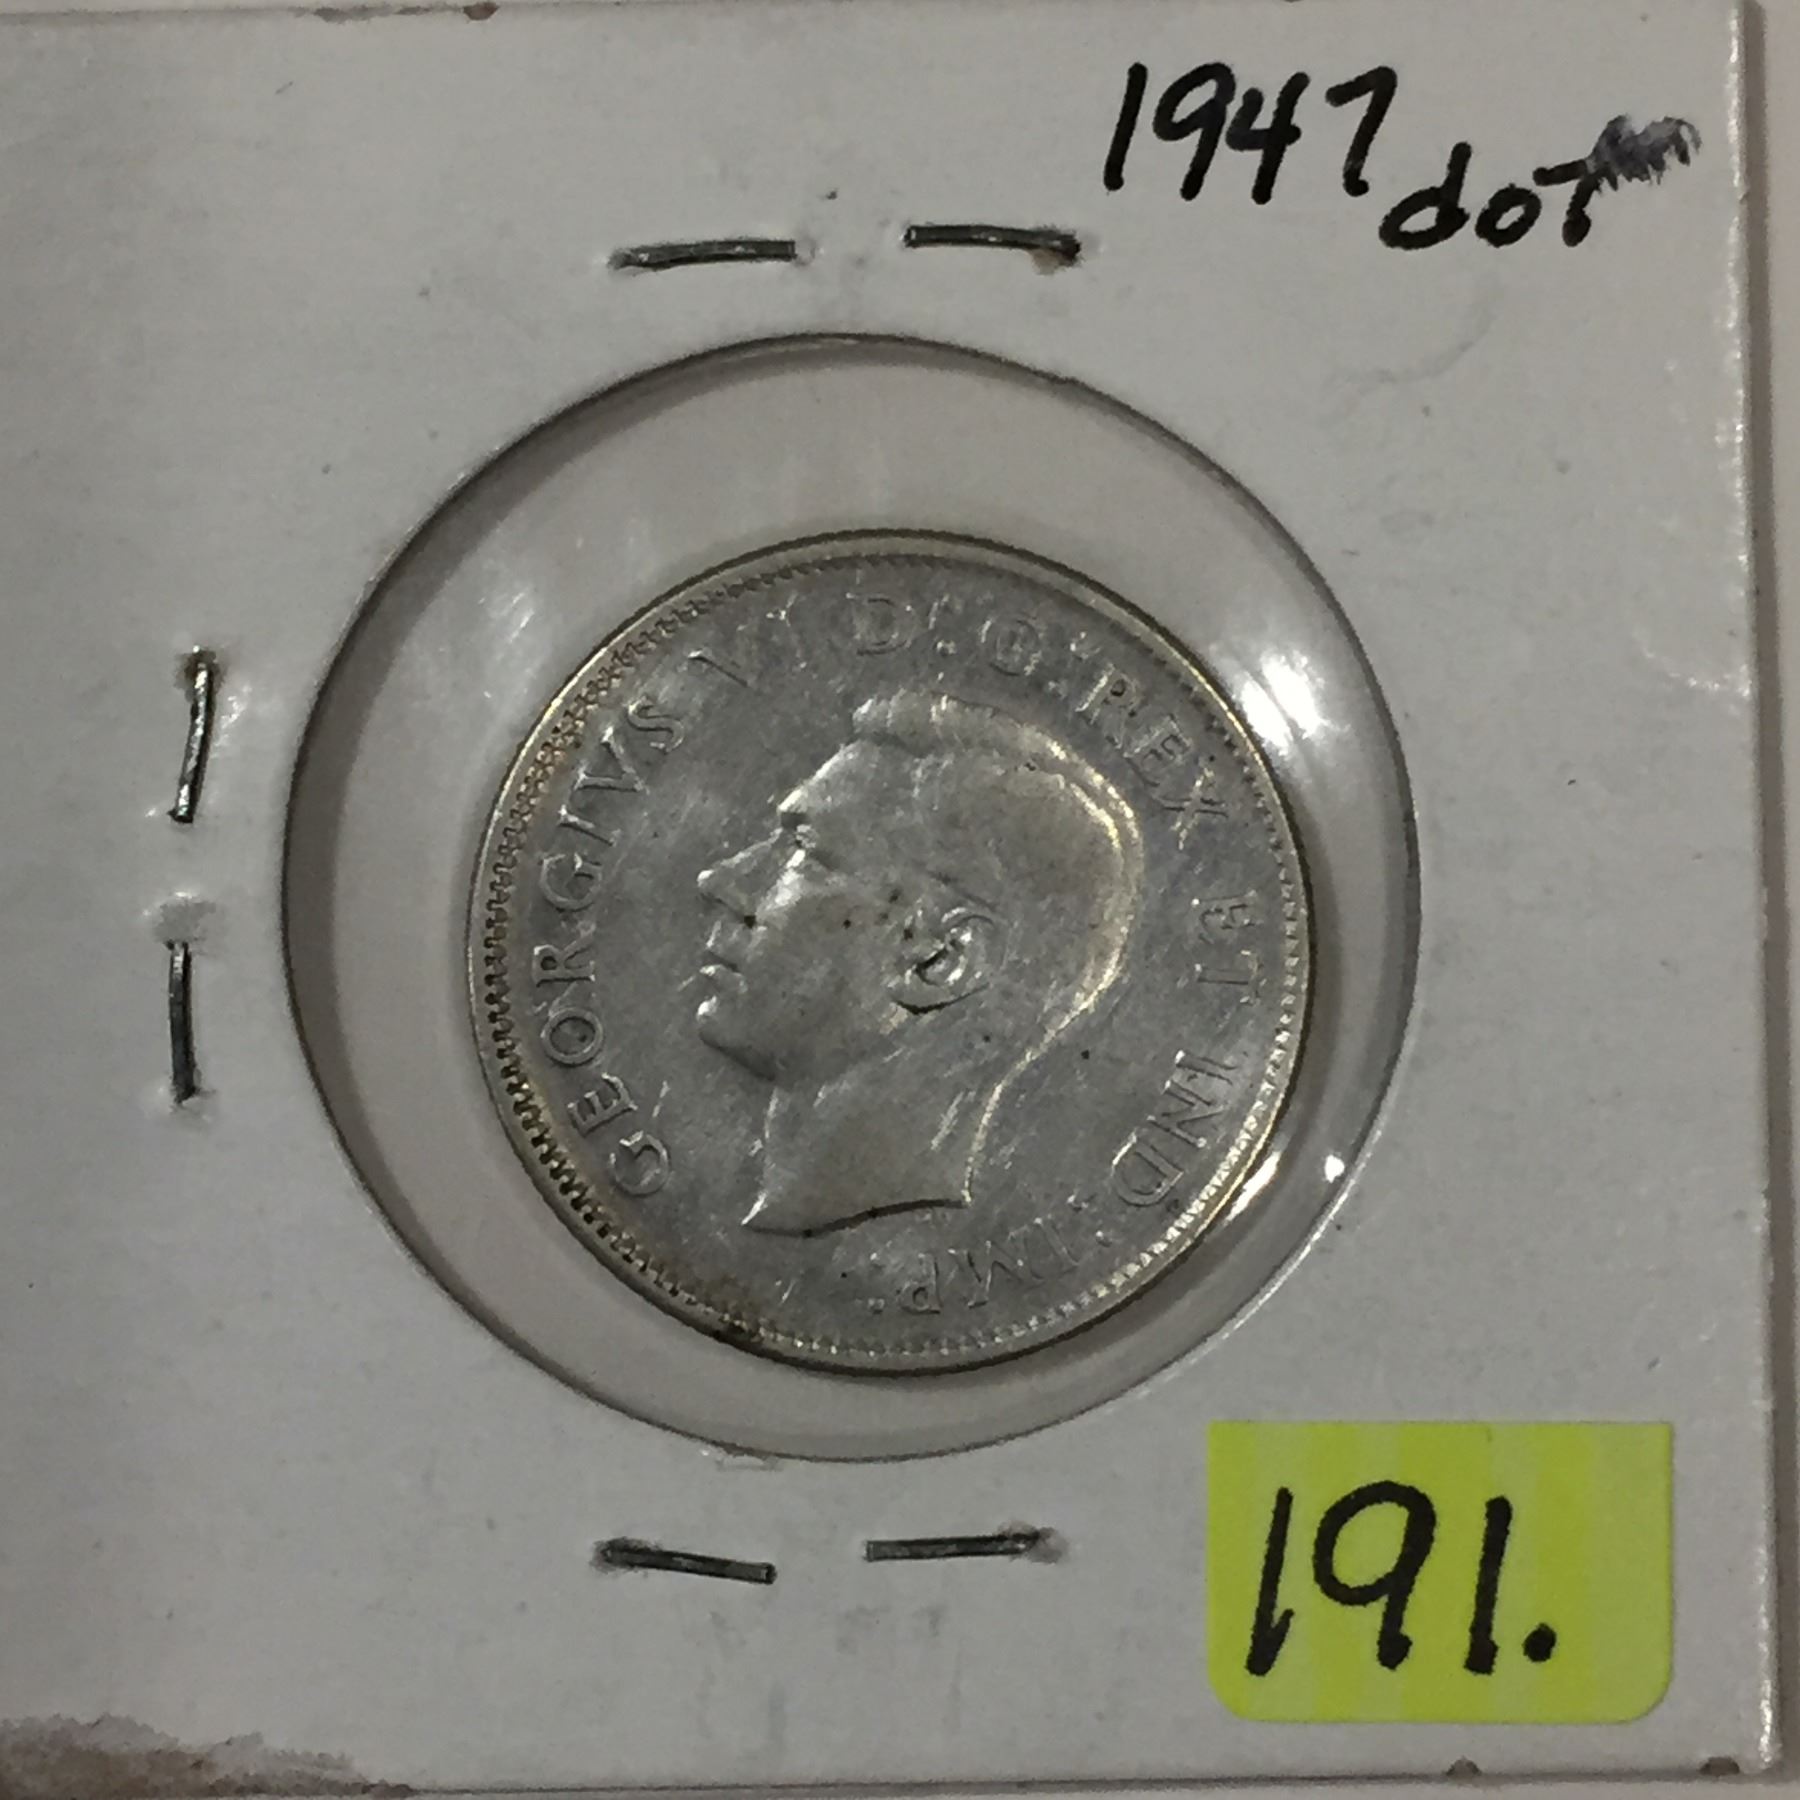 1947
dot
GEORGIVS VI D: G: REX ET IND: IMP:
191.